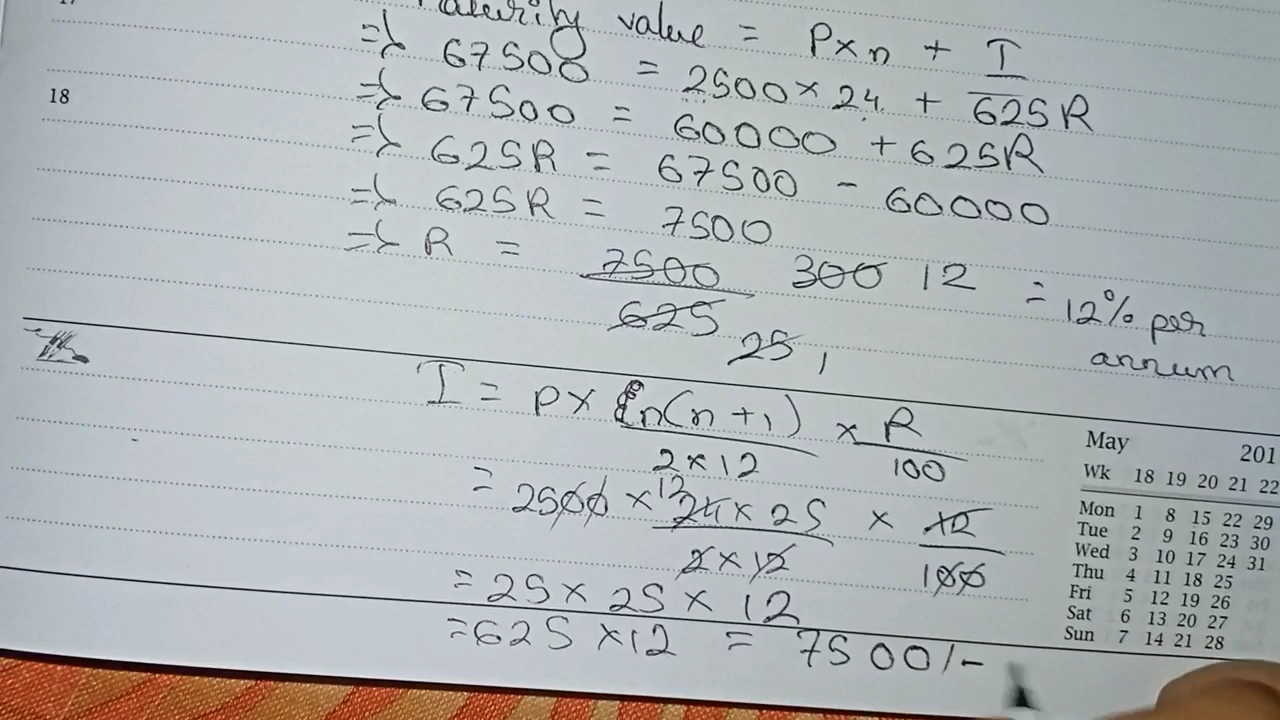 Maturity value = P×n + I
=> 67500 = 2500×24 + 625R
18
=> 67500 = 60000 + 625R
=> 625R = 67500 - 60000
=> 625R = 7500
=> R = 7500/625 300/25 12 = 12% per annum
I = P× n(n+1)/2×12 × R/100
= 2500 × 24×25/2×12 × 12/100
12
= 25 × 25 × 12
= 625 ×12 = 7500/-
May 201
Wk 18 19 20 21 22
Mon 1 8 15 22 29
Tue 2 9 16 23 30
Wed 3 10 17 24 31
Thu 4 11 18 25
Fri 5 12 19 26
Sat 6 13 20 27
Sun 7 14 21 28